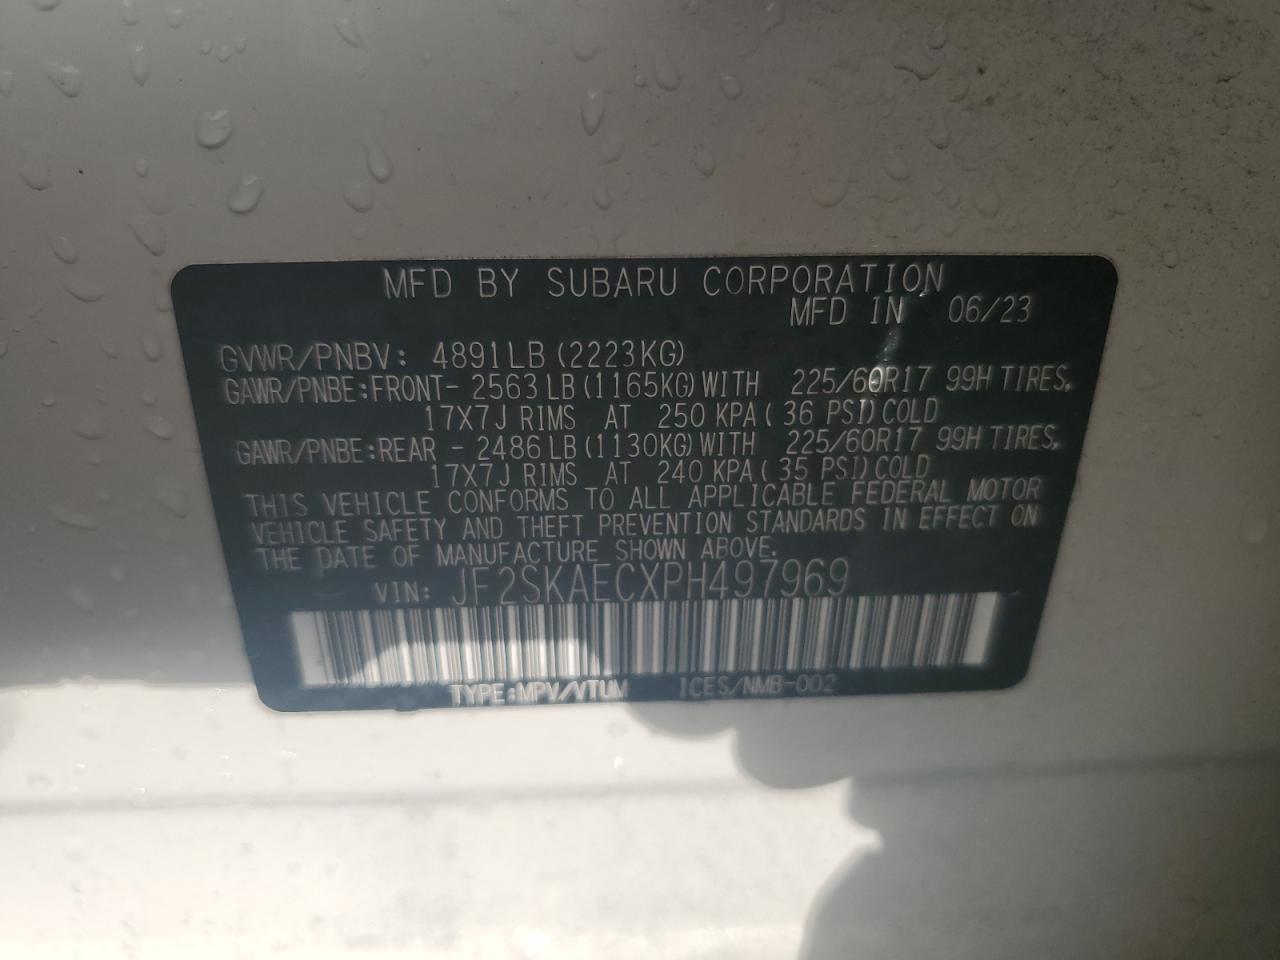 MFD BY SUBARU CORPORATION
MFD IN 06/23
GVWR/PNBV: 4891LB (2223KG)
GAWR/PNBE:FRONT- 2563LB (1165KG) WITH 225/60R17 99H TIRES,
17X7J RIMS AT 250 KPA ( 36 PSI) COLD
GAWR/PNBE:REAR - 2486LB (1130KG) WITH 225/60R17 99H TIRES,
17X7J RIMS AT 240 KPA ( 35 PSI) COLD
THIS VEHICLE CONFORMS TO ALL APPLICABLE FEDERAL MOTOR
VEHICLE SAFETY AND THEFT PREVENTION STANDARDS IN EFFECT ON
THE DATE OF MANUFACTURE SHOWN ABOVE.
VIN: JF2SKAECXPH497969
TYPE:MPV/VTUM ICES/NMB-002